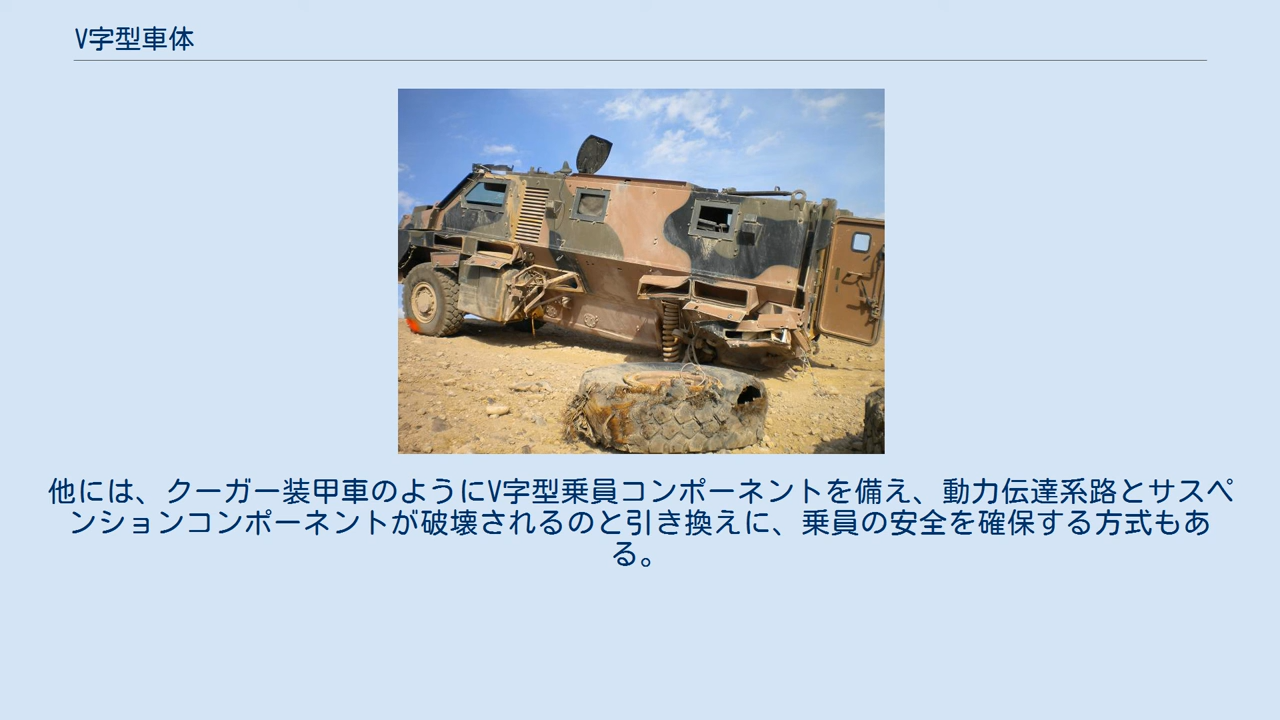 V字型車体
他には、クーガー装甲車のようにV字型乗員コンポーネントを備え、動力伝達系路とサスペ
ンションコンポーネントが破壊されるのと引き換えに、乗員の安全を確保する方式もあ
る。